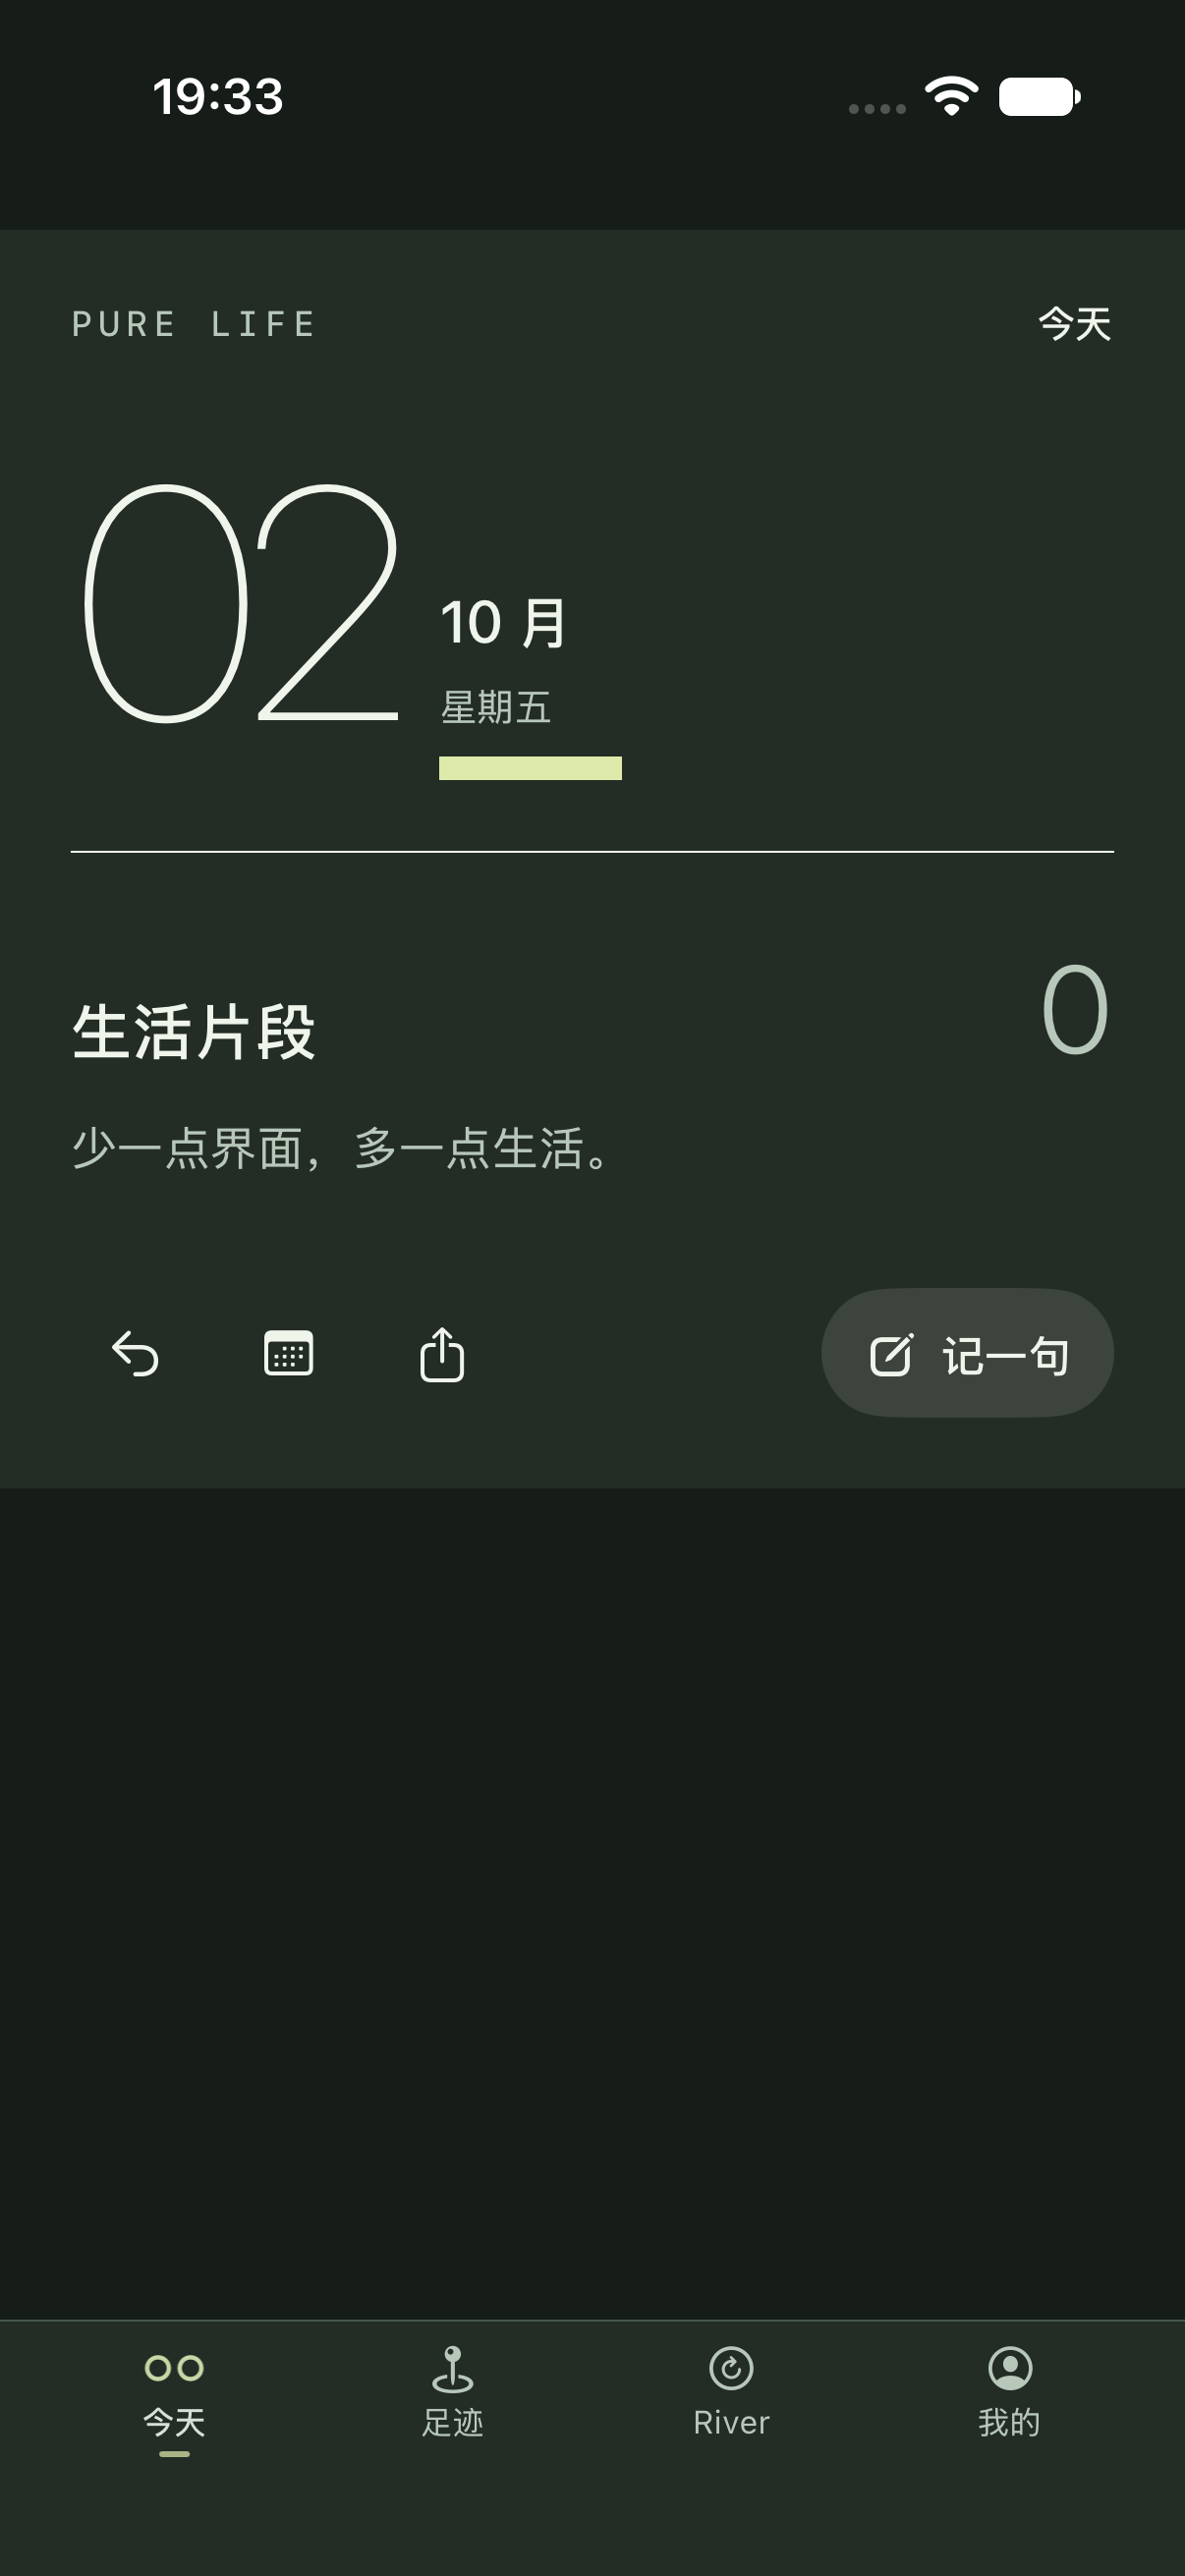 19:33
PURE LIFE
今天
02
10 月
星期五
生活片段
0
少一点界面，多一点生活。
记一句
今天
足迹
River
我的